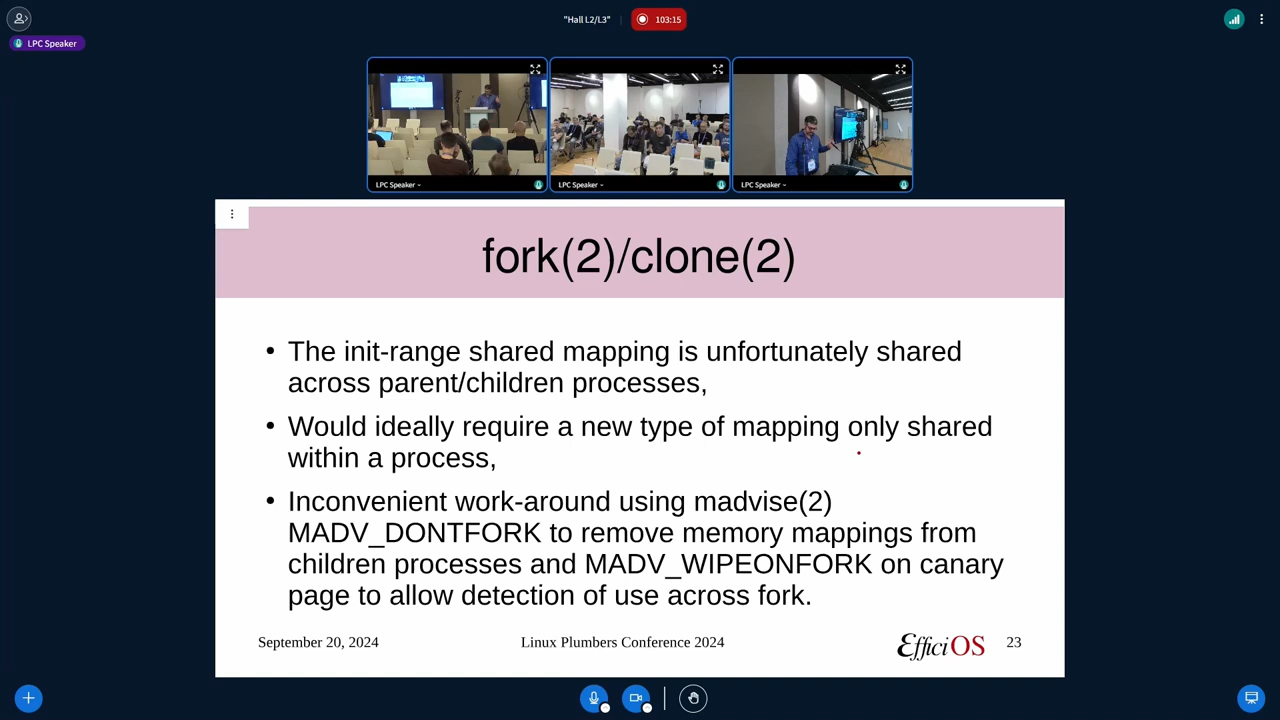 "Hall L2/L3"
103:15
LPC Speaker
LPC Speaker
LPC Speaker
LPC Speaker
fork(2)/clone(2)
• The init-range shared mapping is unfortunately shared
across parent/children processes,
• Would ideally require a new type of mapping only shared
within a process,
• Inconvenient work-around using madvise(2)
MADV_DONTFORK to remove memory mappings from
children processes and MADV_WIPEONFORK on canary
page to allow detection of use across fork.
September 20, 2024
Linux Plumbers Conference 2024
EfficiOS
23